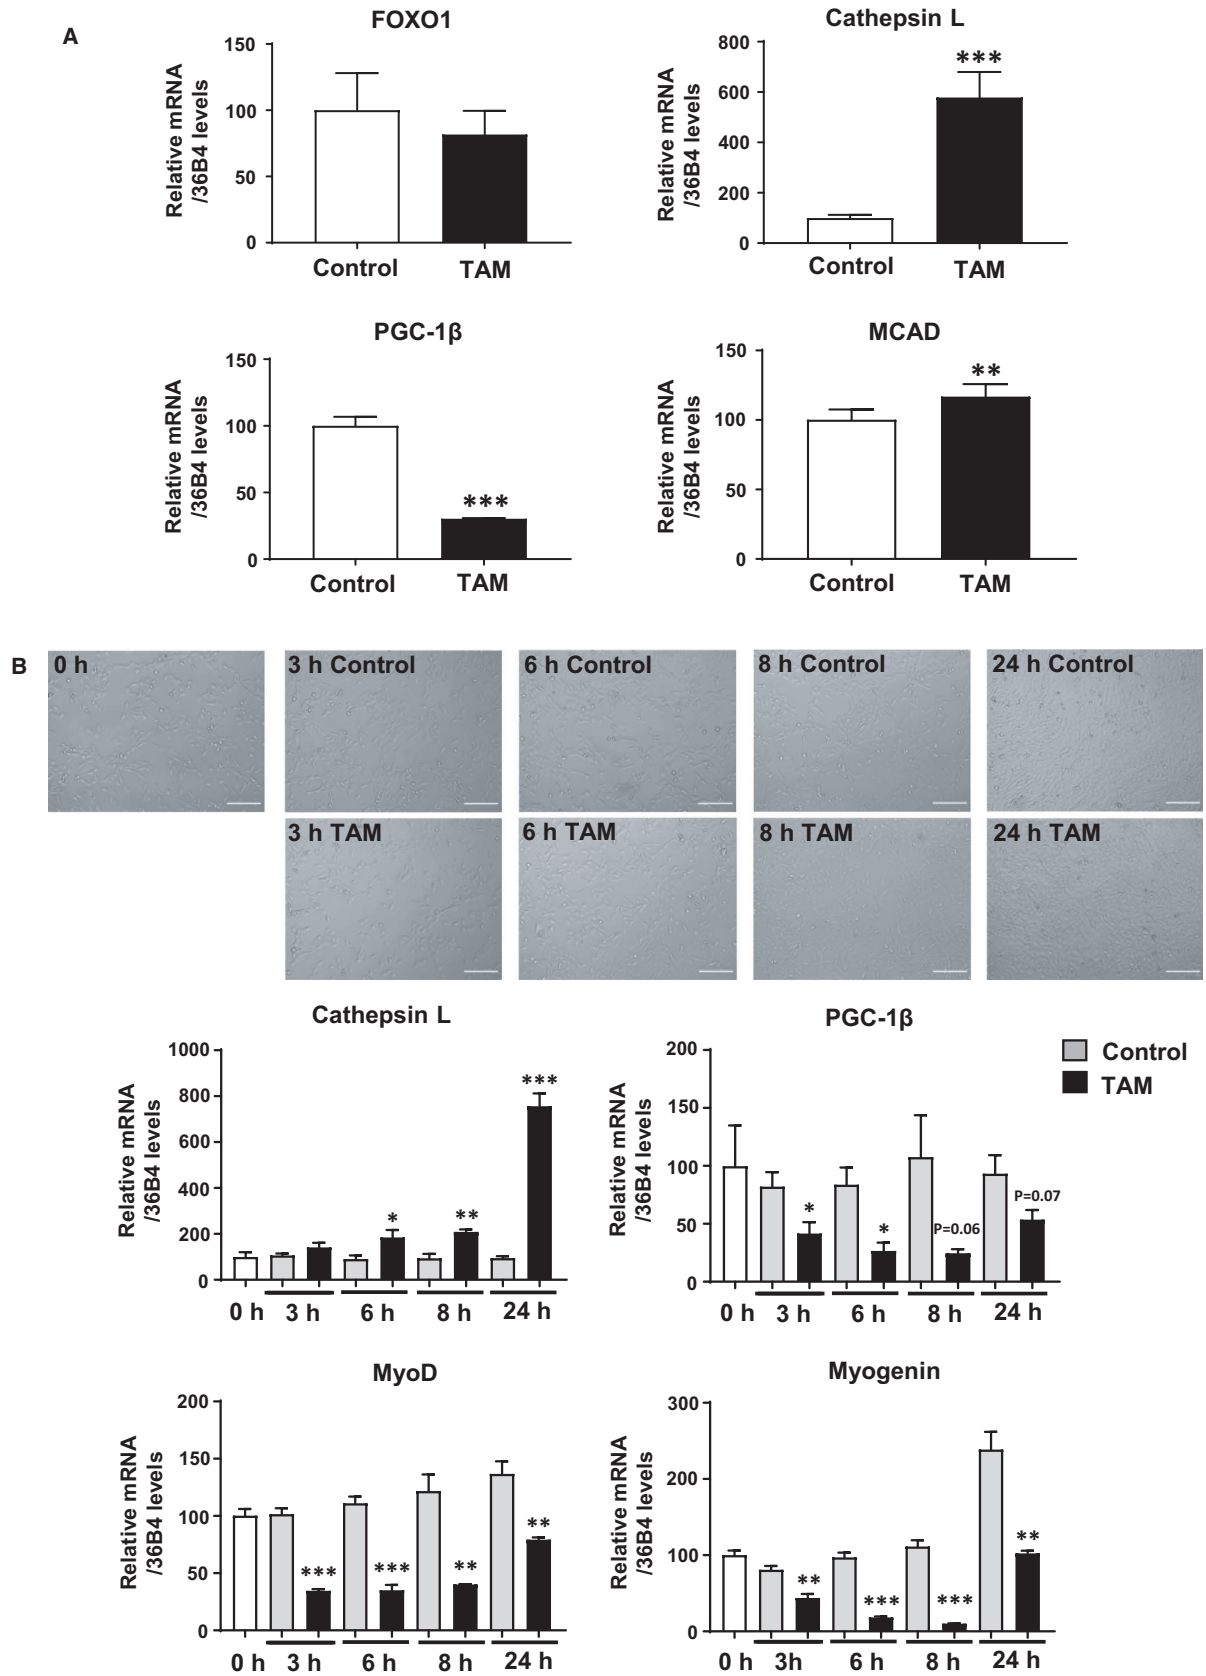 A
FOXO1
Relative mRNA
/36B4 levels
150
100
50
0
Control TAM
Cathepsin L
Relative mRNA
/36B4 levels
800
600
400
200
0
***
Control TAM
PGC-1β
Relative mRNA
/36B4 levels
150
100
50
0
***
Control TAM
MCAD
Relative mRNA
/36B4 levels
150
100
50
0
**
Control TAM
B
0 h 3 h Control 6 h Control 8 h Control 24 h Control
3 h TAM 6 h TAM 8 h TAM 24 h TAM
Cathepsin L
Relative mRNA
/36B4 levels
1000
800
600
400
200
0
* ** ***
0 h 3 h 6 h 8 h 24 h
PGC-1β
Relative mRNA
/36B4 levels
200
150
100
50
0
* * P=0.06 P=0.07
0 h 3 h 6 h 8 h 24 h
Control
TAM
MyoD
Relative mRNA
/36B4 levels
200
150
100
50
0
*** *** ** **
0 h 3 h 6 h 8 h 24 h
Myogenin
Relative mRNA
/36B4 levels
300
200
100
0
** *** *** **
0 h 3h 6 h 8 h 24 h